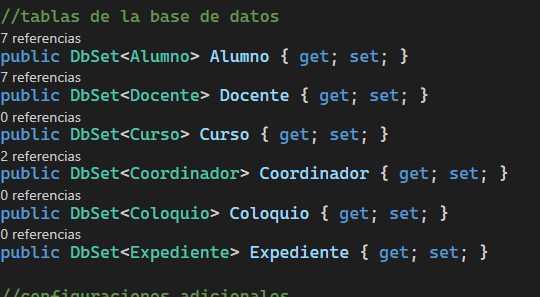 //tablas de la base de datos
7 referencias
public DbSet<Alumno> Alumno { get; set; }
7 referencias
public DbSet<Docente> Docente { get; set; }
0 referencias
public DbSet<Curso> Curso { get; set; }
2 referencias
public DbSet<Coordinador> Coordinador { get; set; }
0 referencias
public DbSet<Coloquio> Coloquio { get; set; }
0 referencias
public DbSet<Expediente> Expediente { get; set; }
//configuraciones adicionales